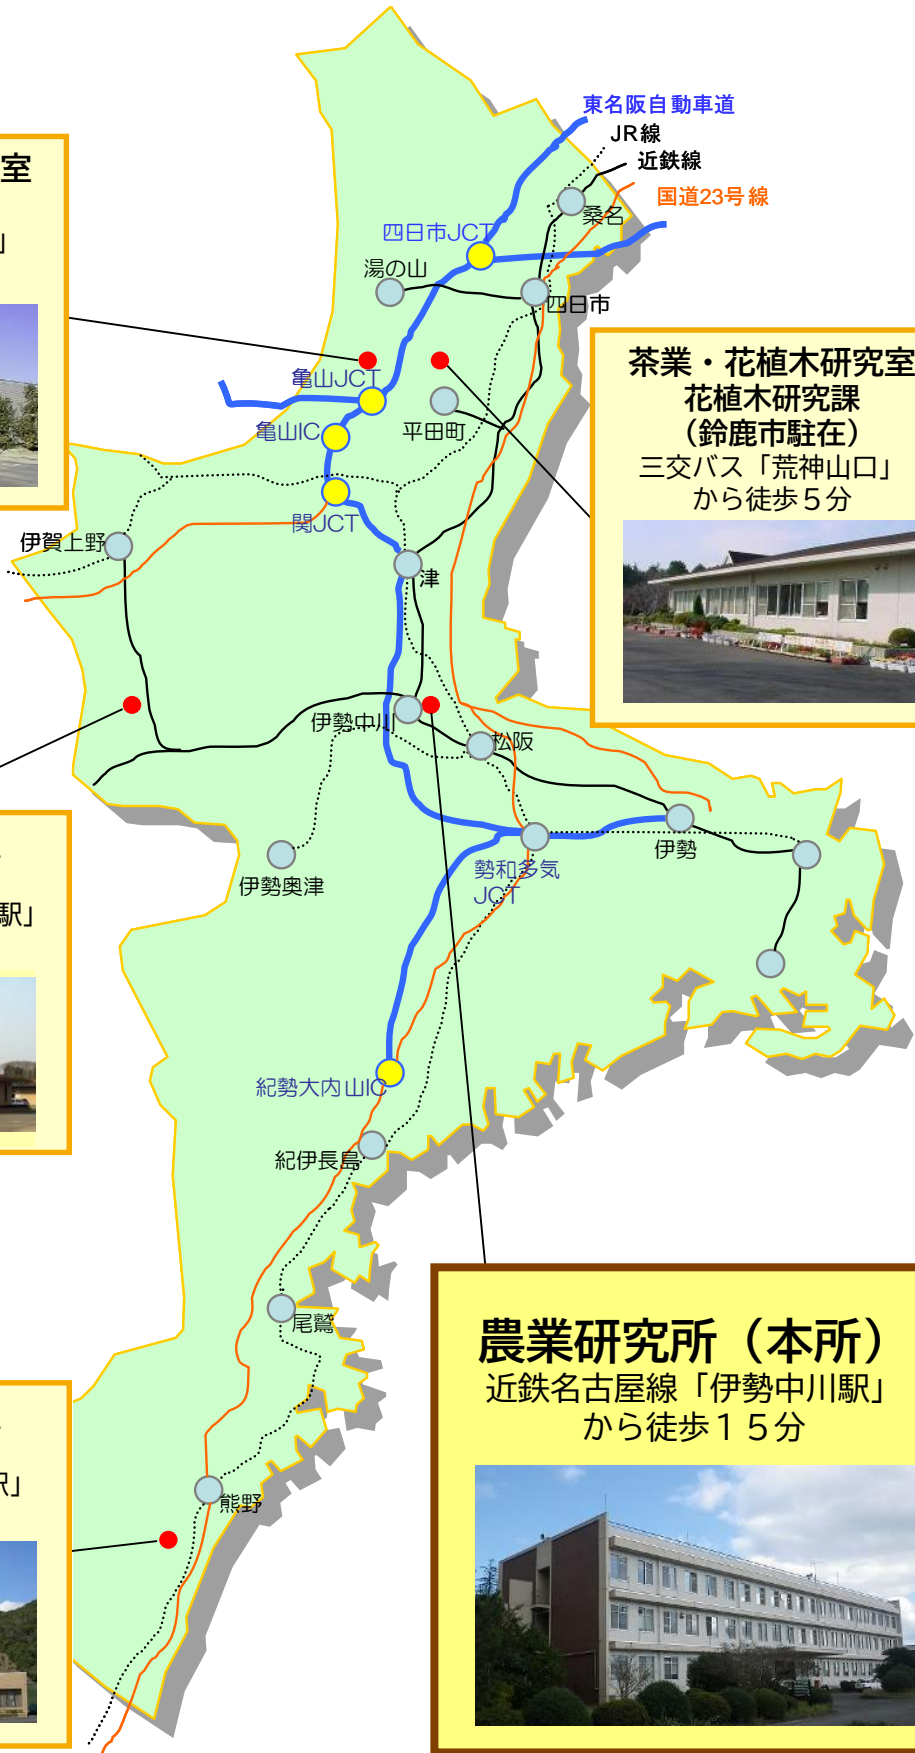 東名阪自動車道
JR線
近鉄線
国道23号線
桑名
四日市JCT
湯の山
四日市
室
」
亀山JCT
亀山IC
平田町
関JCT
伊賀上野
津
茶業・花植木研究室
花植木研究課
（鈴鹿市駐在）
三交バス「荒神山口」
から徒歩５分
伊勢中川
松阪
伊勢
伊勢奥津
勢和多気
JCT
駅」
紀勢大内山IC
紀伊長島
尾鷲
熊野
駅」
農業研究所（本所）
近鉄名古屋線「伊勢中川駅」
から徒歩１５分